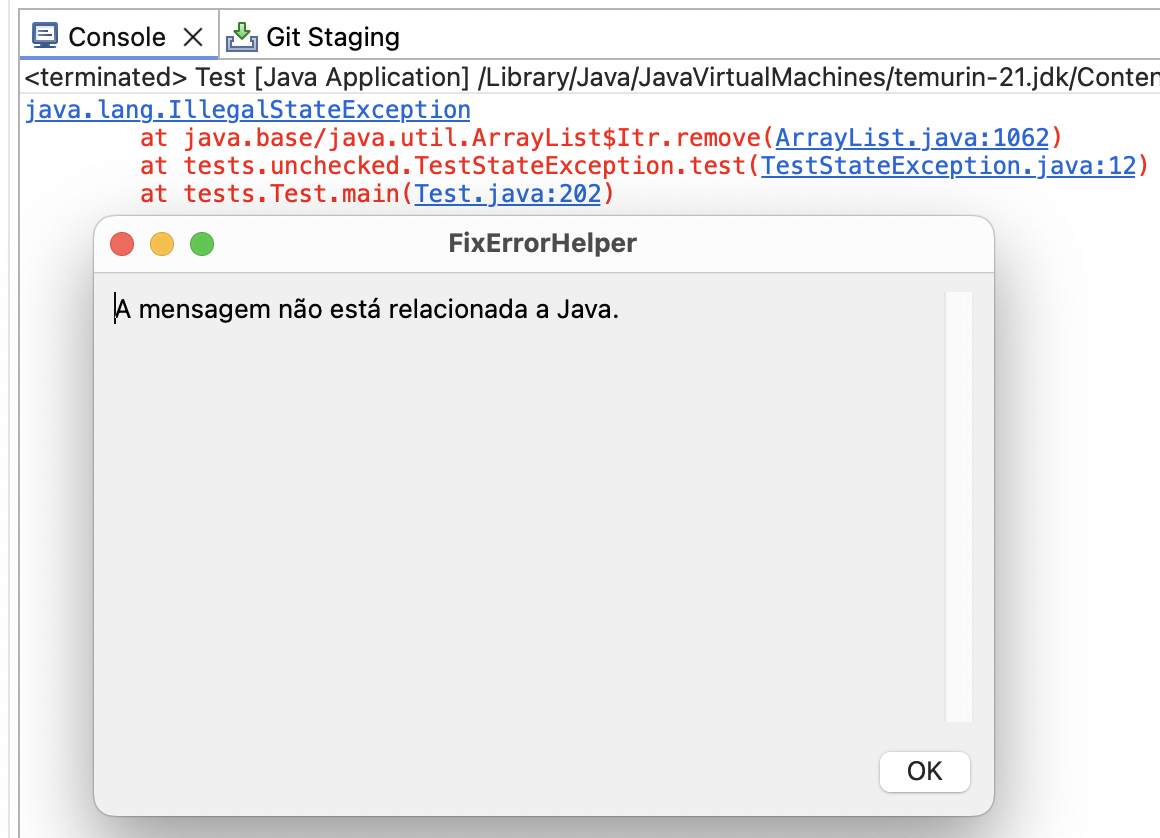 Console Git Staging
<terminated> Test [Java Application] /Library/Java/JavaVirtualMachines/temurin-21.jdk/Conten
java.lang.IllegalStateException
at java.base/java.util.ArrayList$Itr.remove(ArrayList.java:1062)
at tests.unchecked.TestStateException.test(TestStateException.java:12)
at tests.Test.main(Test.java:202)
FixErrorHelper
A mensagem não está relacionada a Java.
OK